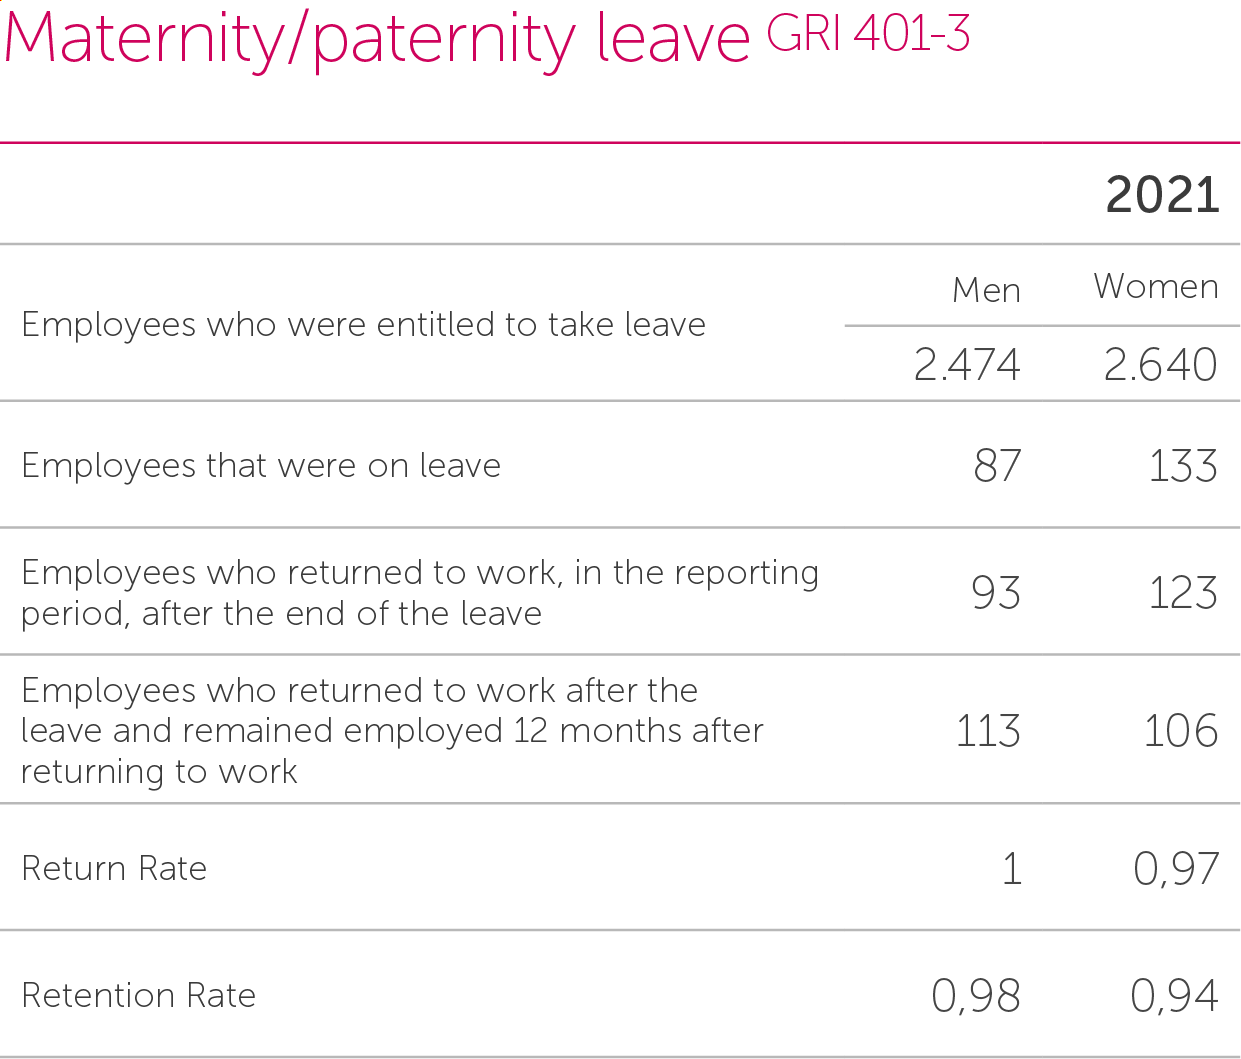 Maternity/paternity leave GRI 401-3
2021
Men Women
Employees who were entitled to take leave
2.474 2.640
Employees that were on leave 87 133
Employees who returned to work, in the reporting
period, after the end of the leave 93 123
Employees who returned to work after the
leave and remained employed 12 months after 113 106
returning to work
Return Rate 1 0,97
Retention Rate 0,98 0,94